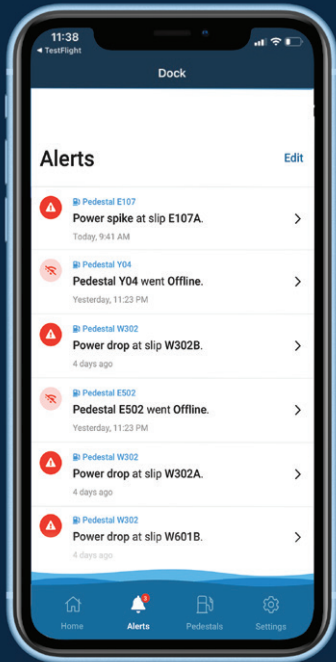 11:38
◀ TestFlight
Dock
Alerts
Edit
Pedestal E107
Power spike at slip E107A.
Today, 9:41 AM
Pedestal Y04
Pedestal Y04 went Offline.
Yesterday, 11:23 PM
Pedestal W302
Power drop at slip W302B.
4 days ago
Pedestal E502
Pedestal E502 went Offline.
Yesterday, 11:23 PM
Pedestal W302
Power drop at slip W302A.
4 days ago
Pedestal W302
Power drop at slip W601B.
4 days ago
3
Home
Alerts
Pedestals
Settings